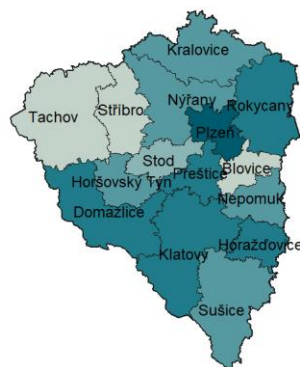 Kralovice
Nýřany
Rokycany
Tachov
Stříbro
Plzeň
Stod
Blovice
Přeštice
Horšovský Týn
Nepomuk
Domažlice
Horažďovice
Klatovy
Sušice